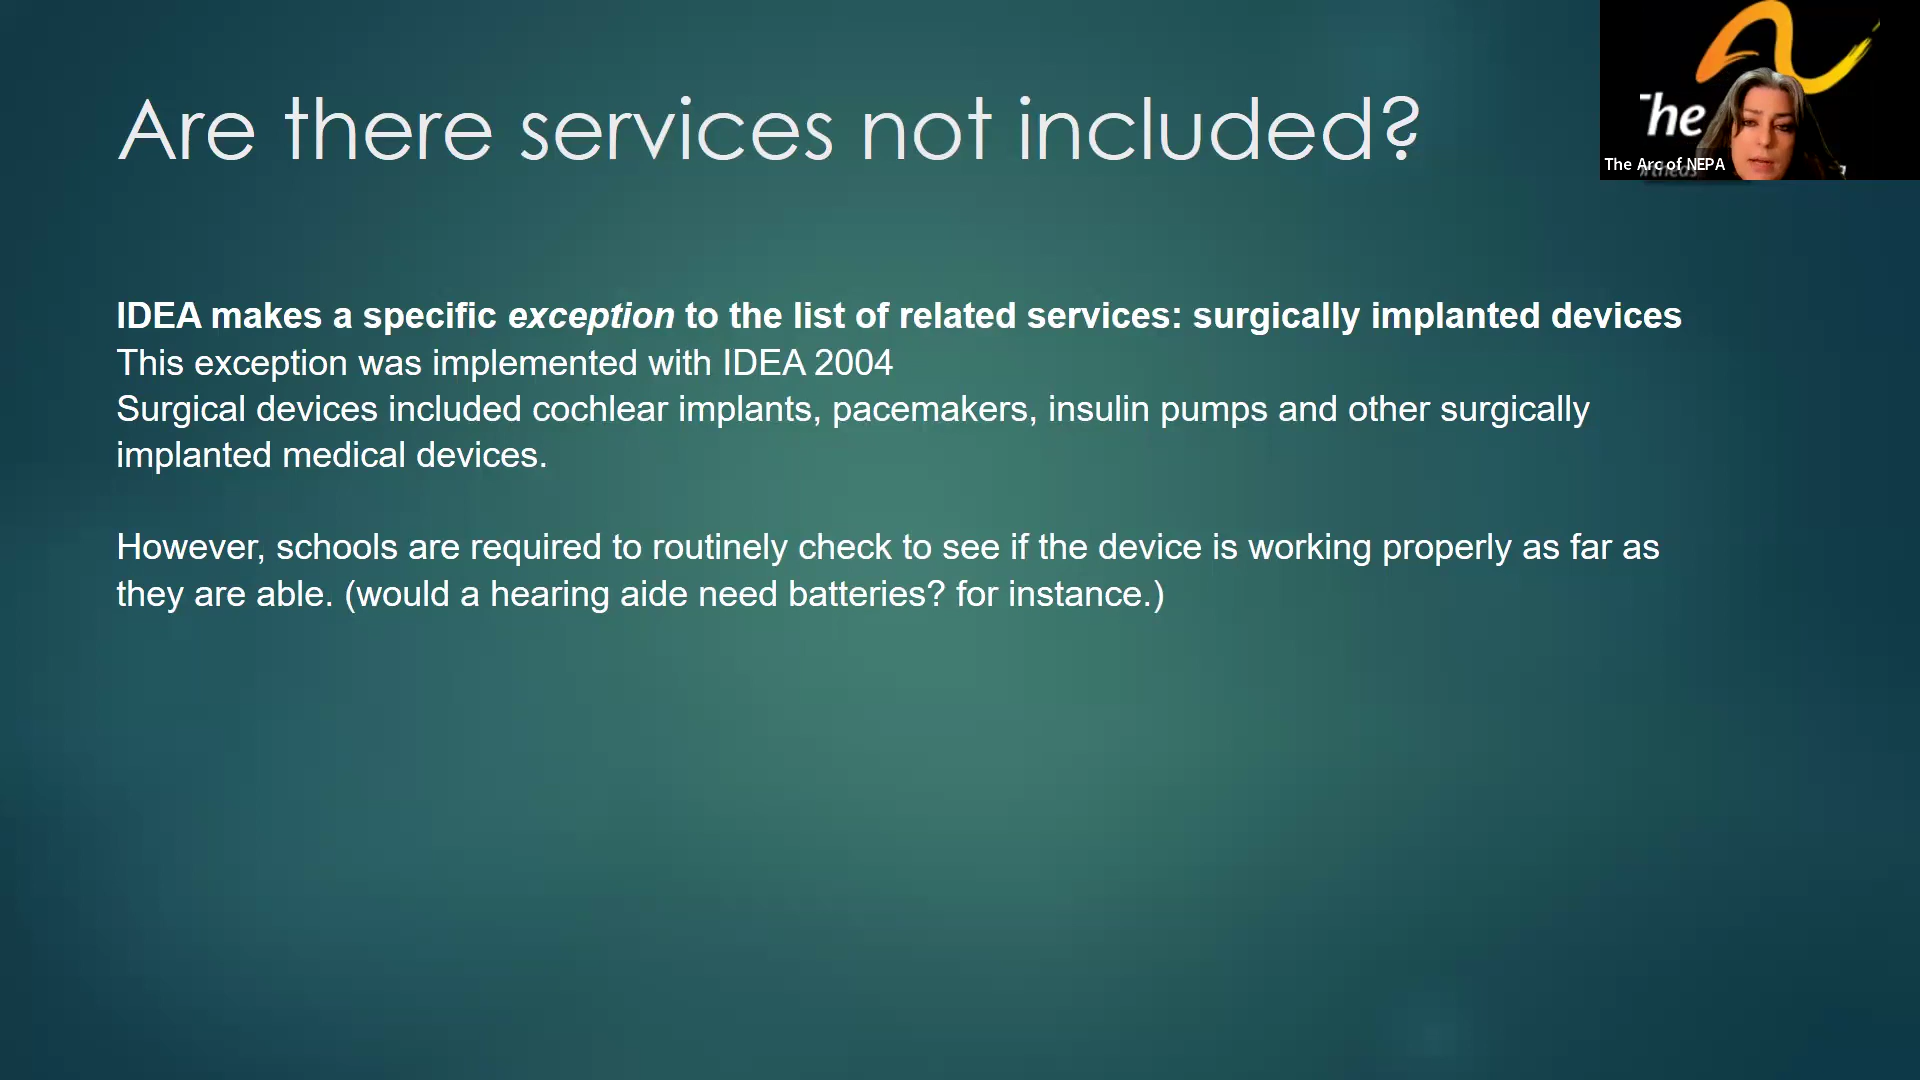 Are there services not included?
The
The Arc of NEPA
IDEA makes a specific exception to the list of related services: surgically implanted devices
This exception was implemented with IDEA 2004
Surgical devices included cochlear implants, pacemakers, insulin pumps and other surgically
implanted medical devices.
However, schools are required to routinely check to see if the device is working properly as far as
they are able. (would a hearing aide need batteries? for instance.)